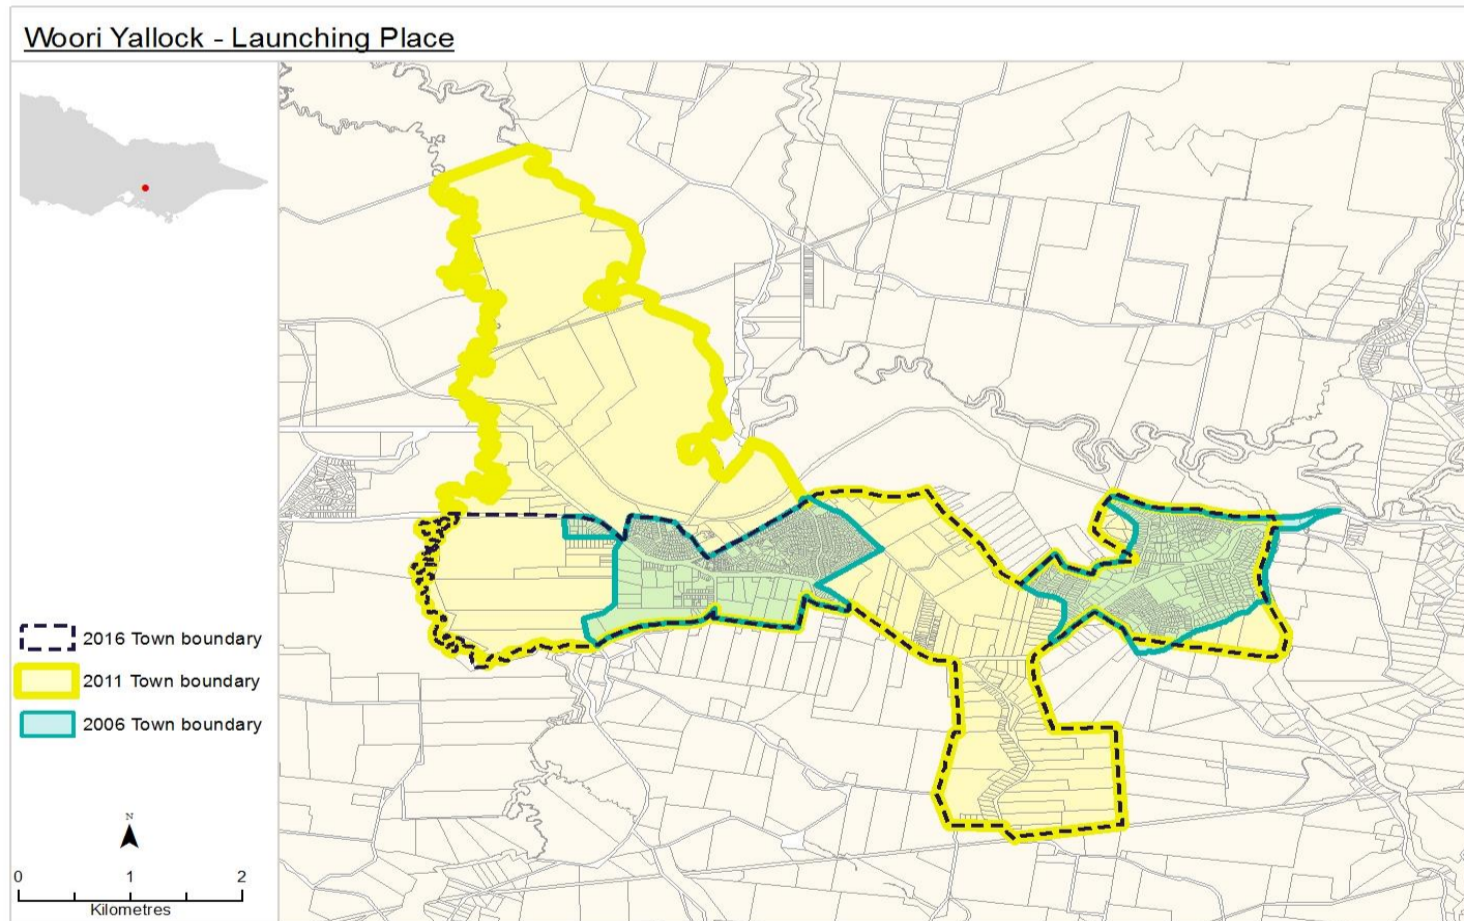 Woori Yallock - Launching Place
2016 Town boundary
2011 Town boundary
2006 Town boundary
N
0 1 2
Kilometres